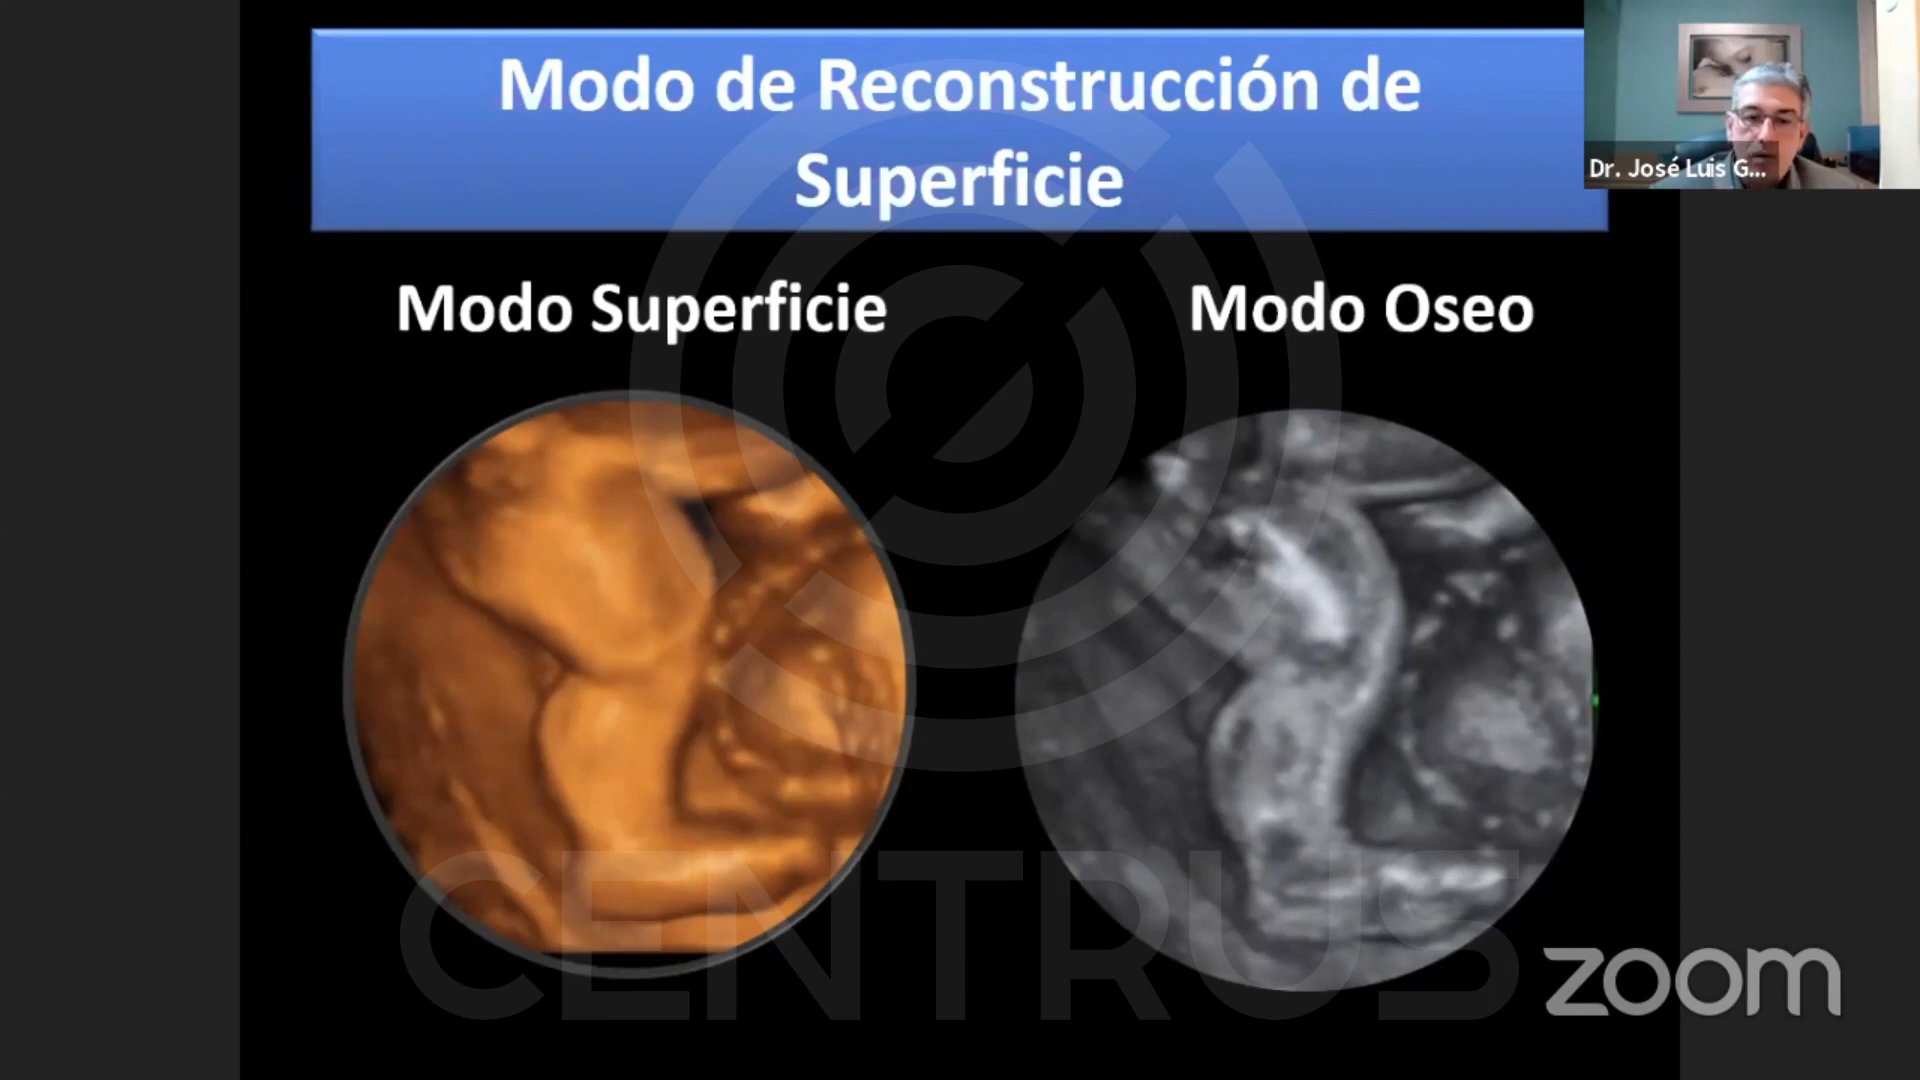 Modo de Reconstrucción de
Superficie
Dr. José Luis G...
Modo Superficie
Modo Oseo
CENTRUS
zoom